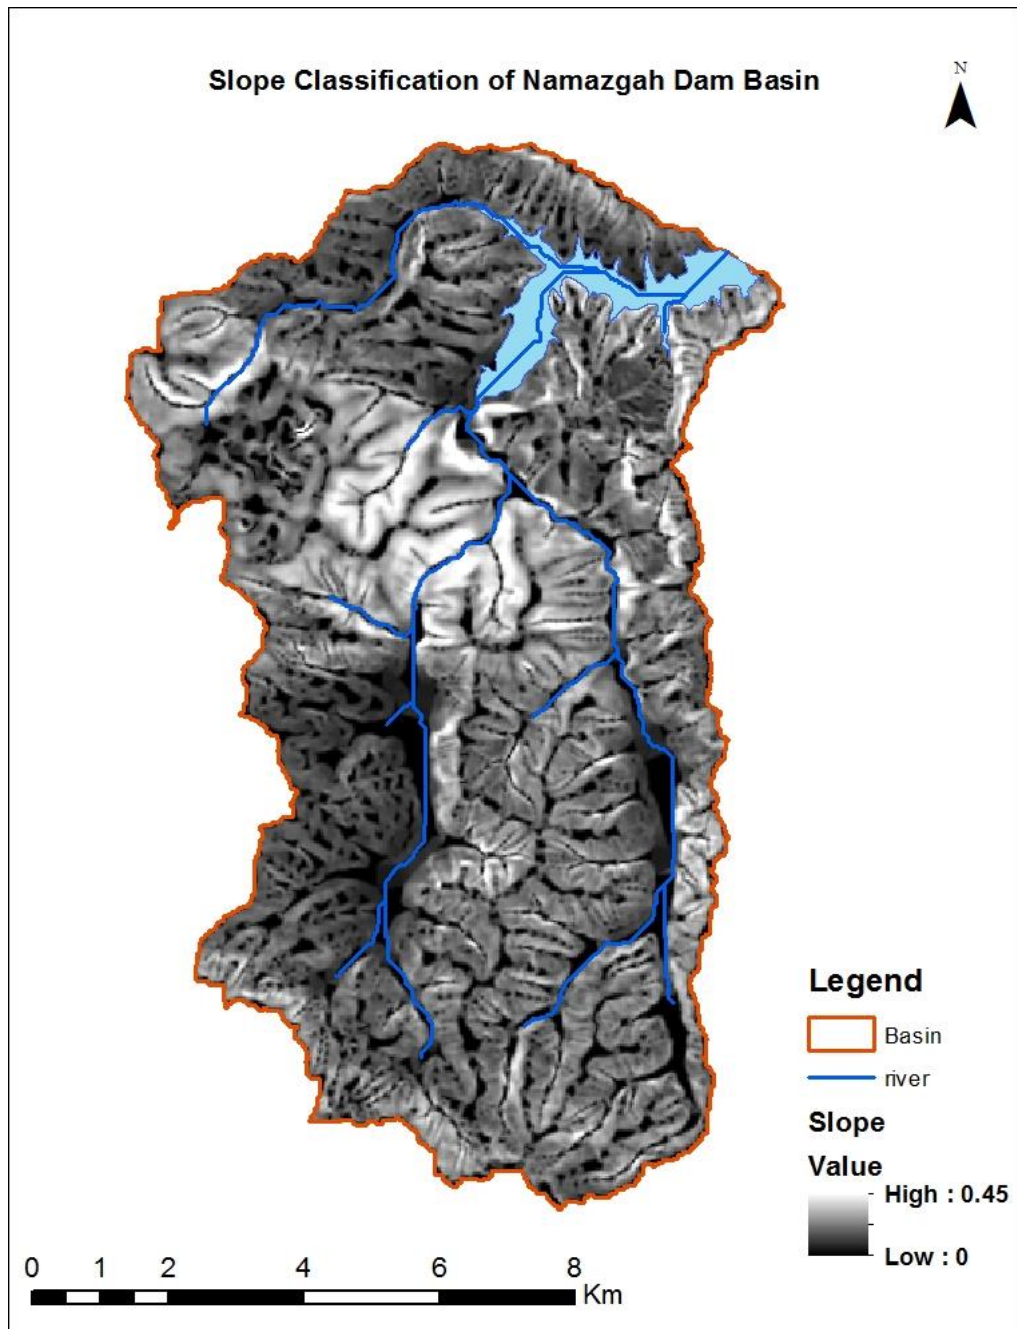 Slope Classification of Namazgah Dam Basin
N
Legend
Basin
river
Slope
Value
High : 0.45
Low : 0
0 1 2 4 6 8
Km